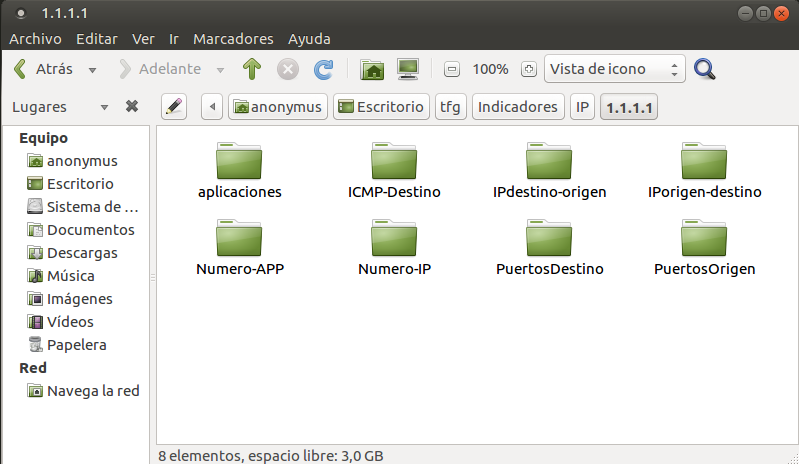 1.1.1.1
Archivo Editar Ver Ir Marcadores Ayuda
Atrás Adelante 100% Vista de icono
Lugares anonymus Escritorio tfg Indicadores IP 1.1.1.1
Equipo
anonymus
Escritorio
Sistema de ...
Documentos
Descargas
Música
Imágenes
Vídeos
Papelera
Red
Navega la red
aplicaciones ICMP-Destino IPdestino-origen IPorigen-destino
Numero-APP Numero-IP PuertosDestino PuertosOrigen
8 elementos, espacio libre: 3,0 GB